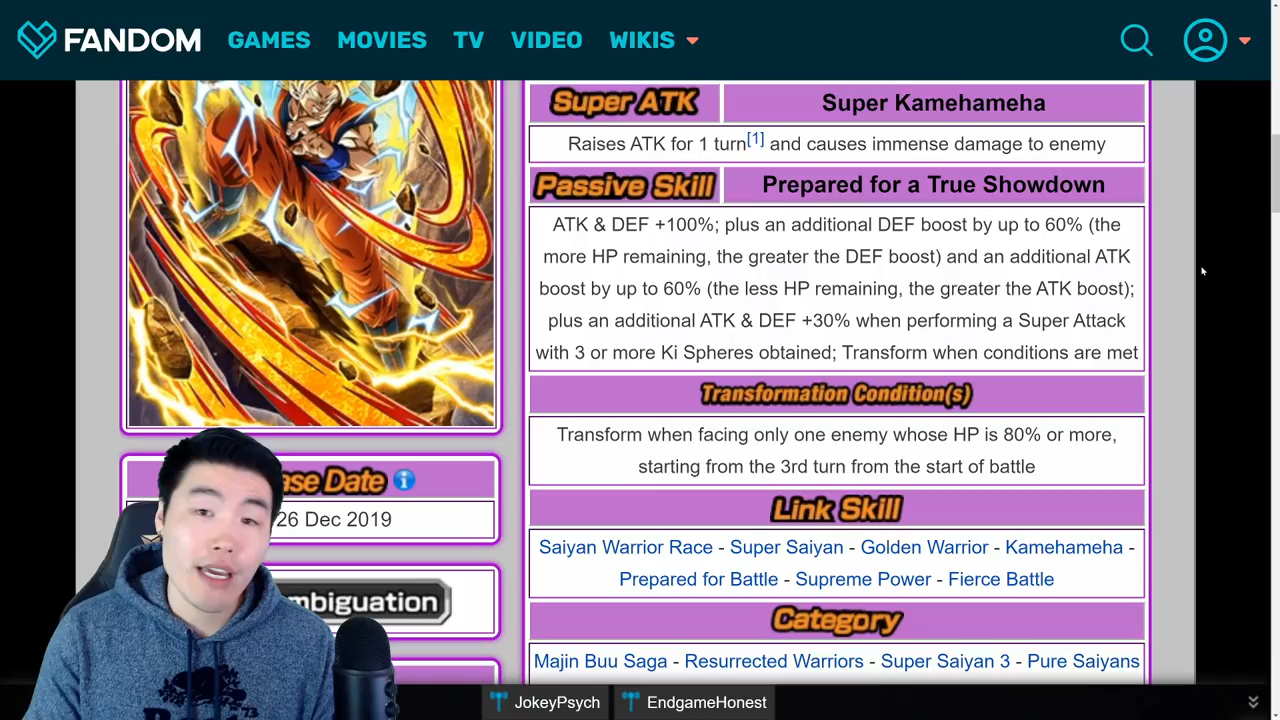 FANDOM GAMES MOVIES TV VIDEO WIKIS
Super ATK
Super Kamehameha
Raises ATK for 1 turn[1] and causes immense damage to enemy
Passive Skill
Prepared for a True Showdown
ATK & DEF +100%; plus an additional DEF boost by up to 60% (the
more HP remaining, the greater the DEF boost) and an additional ATK
boost by up to 60% (the less HP remaining, the greater the ATK boost);
plus an additional ATK & DEF +30% when performing a Super Attack
with 3 or more Ki Spheres obtained; Transform when conditions are met
Transformation Condition(s)
Transform when facing only one enemy whose HP is 80% or more,
starting from the 3rd turn from the start of battle
Link Skill
Saiyan Warrior Race - Super Saiyan - Golden Warrior - Kamehameha -
Prepared for Battle - Supreme Power - Fierce Battle
Category
Majin Buu Saga - Resurrected Warriors - Super Saiyan 3 - Pure Saiyans
ase Date
26 Dec 2019
mbiguation
JokeyPsych
EndgameHonest